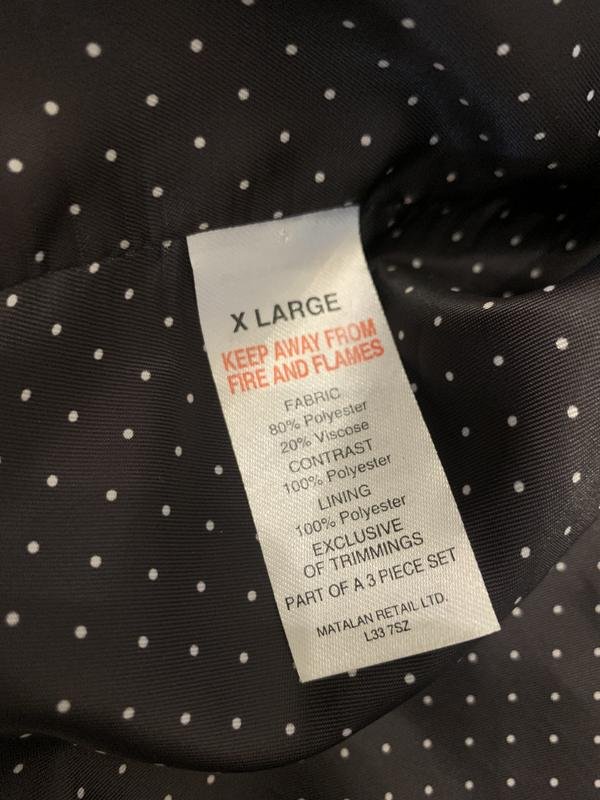 X LARGE
KEEP AWAY FROM
FIRE AND FLAMES
FABRIC
80% Polyester
20% Viscose
CONTRAST
100% Polyester
LINING
100% Polyester
EXCLUSIVE
OF TRIMMINGS
PART OF A 3 PIECE SET
MATALAN RETAIL LTD.
L33 7SZ